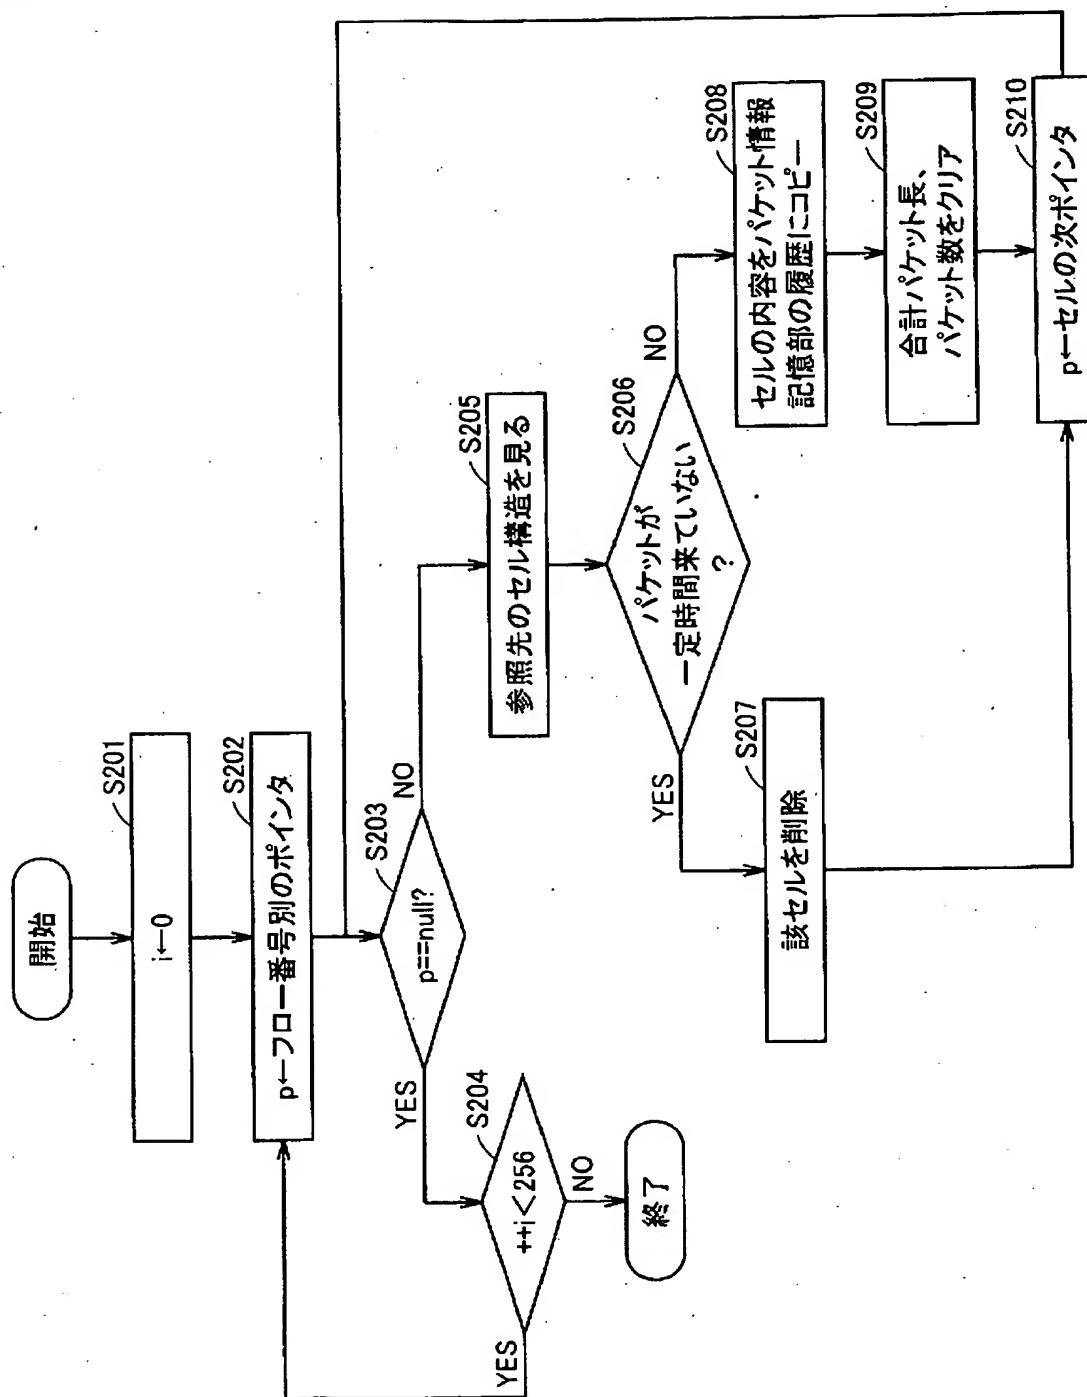 開始
S201
i←0
S202
p←フロー番号別のポインタ
S203
p==null?
YES
NO
S204
++i<256
YES
NO
終了
S205
参照先のセル構造を見る
S206
パケットが
一定時間来ていない
?
YES
NO
S207
該セルを削除
S208
セルの内容をパケット情報
記憶部の履歴にコピー
S209
合計パケット長、
パケット数をクリア
S210
p←セルの次ポインタ